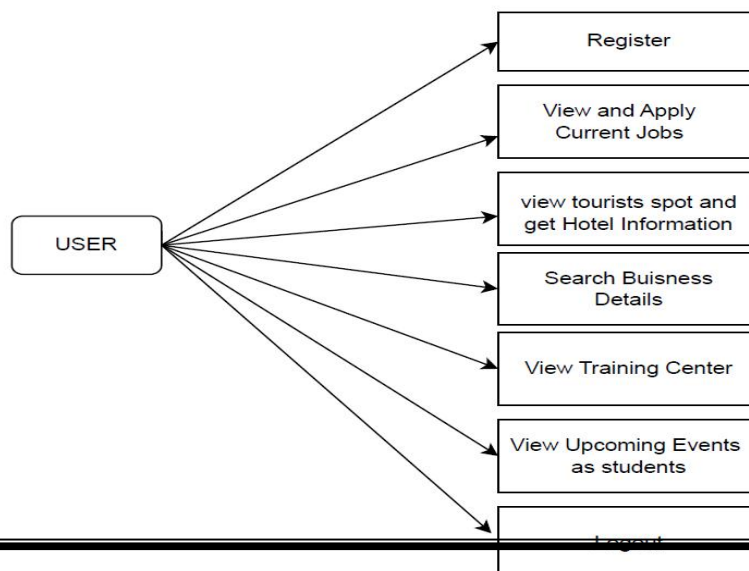 Register
View and Apply
Current Jobs
view tourists spot and
get Hotel Information
USER
Search Buisness
Details
View Training Center
View Upcoming Events
as students
Logout